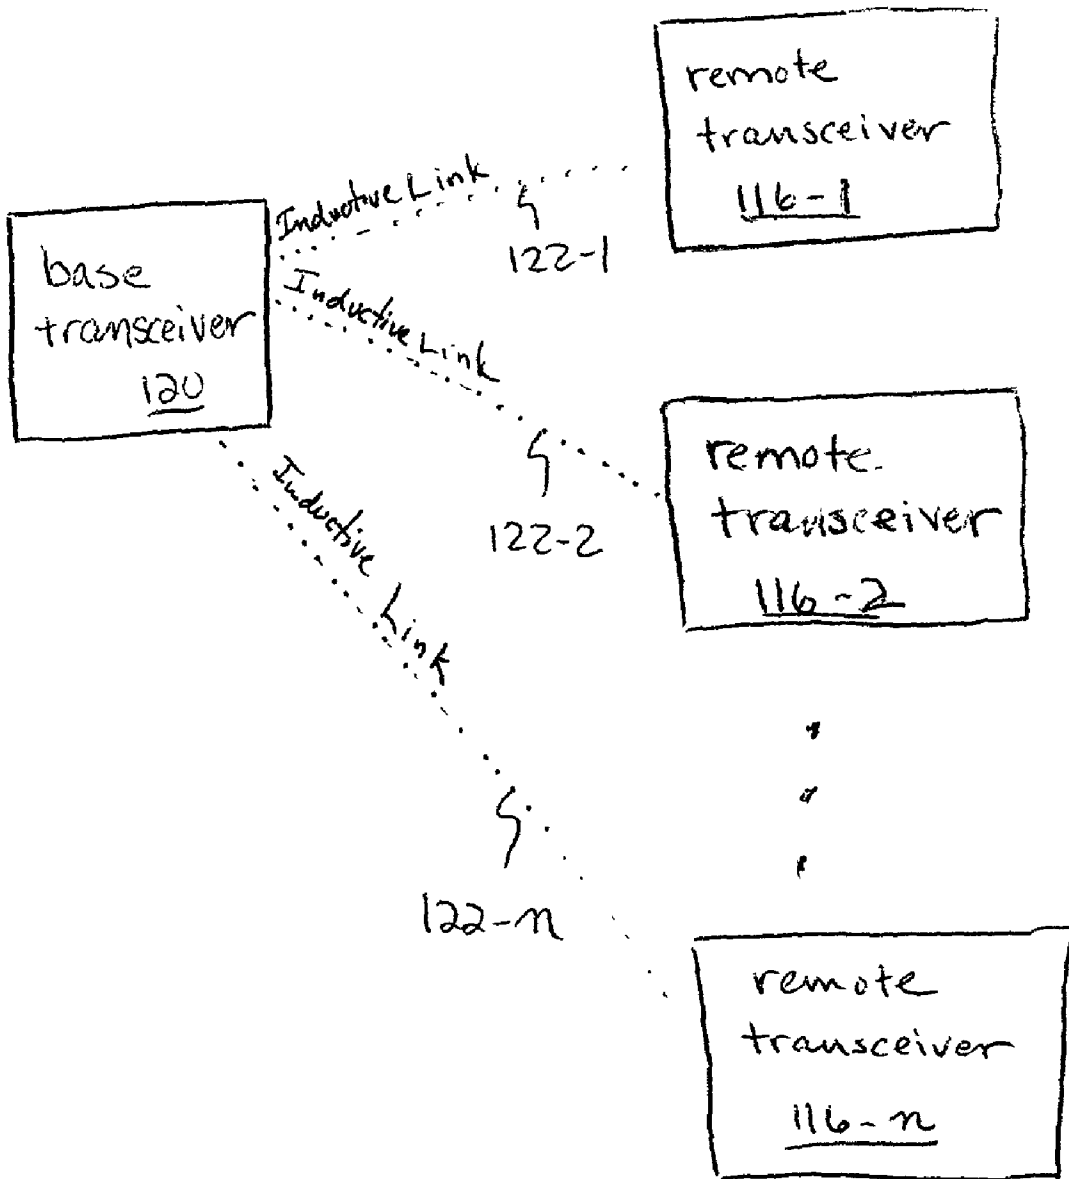 remote
transceiver
116-1
Inductive Link
122-1
base
transceiver
120
Inductive Link
122-2
remote
transceiver
116-2
Inductive Link
122-n
remote
transceiver
116-n